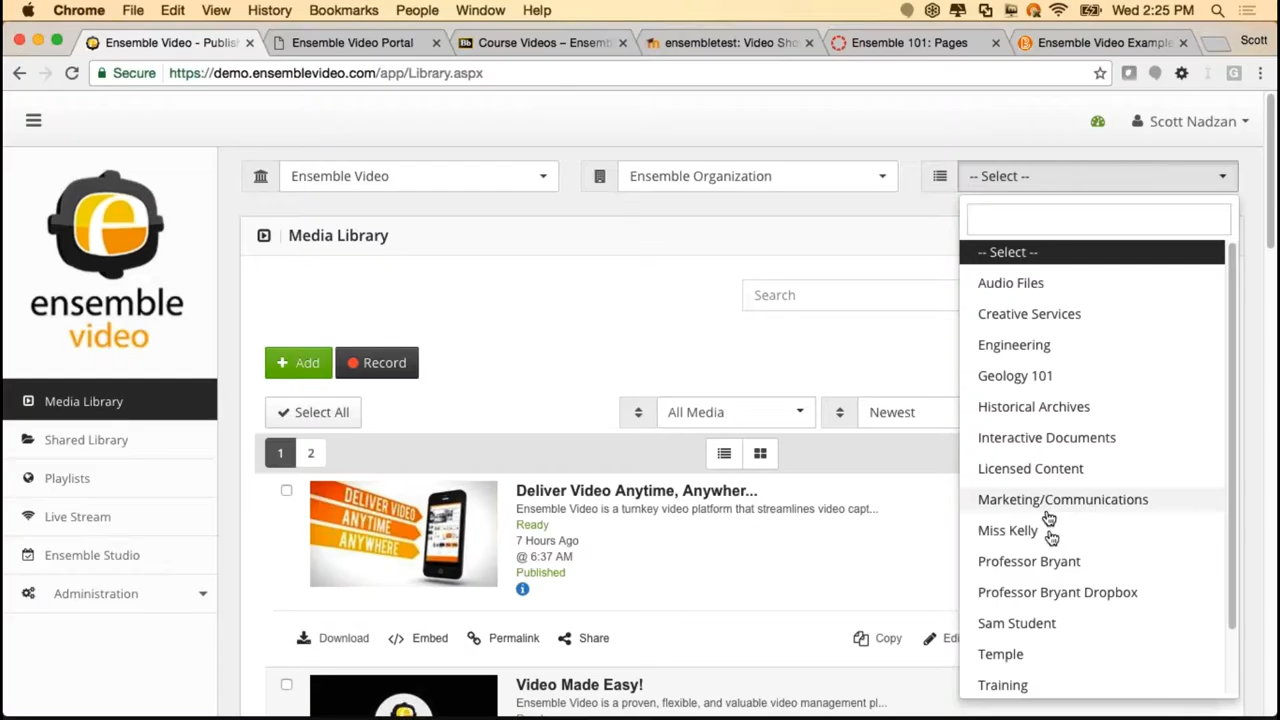 Chrome File Edit View History Bookmarks People Window Help Wed 2:25 PM
Ensemble Video - Publis
Ensemble Video Portal
Bb Course Videos – Ensemb
ensembletest: Video Sho
Ensemble 101: Pages
Ensemble Video Example
Scott
Secure https://demo.ensemblevideo.com/app/Library.aspx
Scott Nadzan
ensemble
video
Media Library
Shared Library
Playlists
Live Stream
Ensemble Studio
Administration
Ensemble Video
Ensemble Organization
-- Select --
Media Library
Search
+ Add
Record
Select All
All Media
Newest
1 2
DELIVER VIDEO
ANYTIME,
ANYWHERE
Deliver Video Anytime, Anywher...
Ensemble Video is a turnkey video platform that streamlines video capt...
Ready
7 Hours Ago
@ 6:37 AM
Published
Download
</> Embed
Permalink
Share
Copy
Edi
Video Made Easy!
Ensemble Video is a proven, flexible, and valuable video management pl...
-- Select --
Audio Files
Creative Services
Engineering
Geology 101
Historical Archives
Interactive Documents
Licensed Content
Marketing/Communications
Miss Kelly
Professor Bryant
Professor Bryant Dropbox
Sam Student
Temple
Training